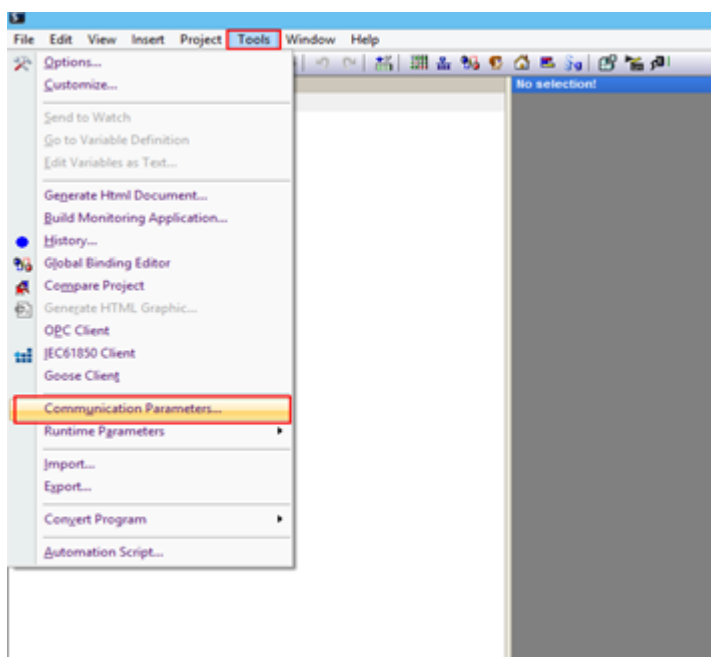 File Edit View Insert Project Tools Window Help
Options...
Customize...
No selection!
Send to Watch
Go to Variable Definition
Edit Variables as Text...
Generate Html Document...
Build Monitoring Application...
History...
Global Binding Editor
Compare Project
Generate HTML Graphic...
OPC Client
IEC61850 Client
Goose Client
Communication Parameters...
Runtime Parameters
Import...
Export...
Convert Program
Automation Script...